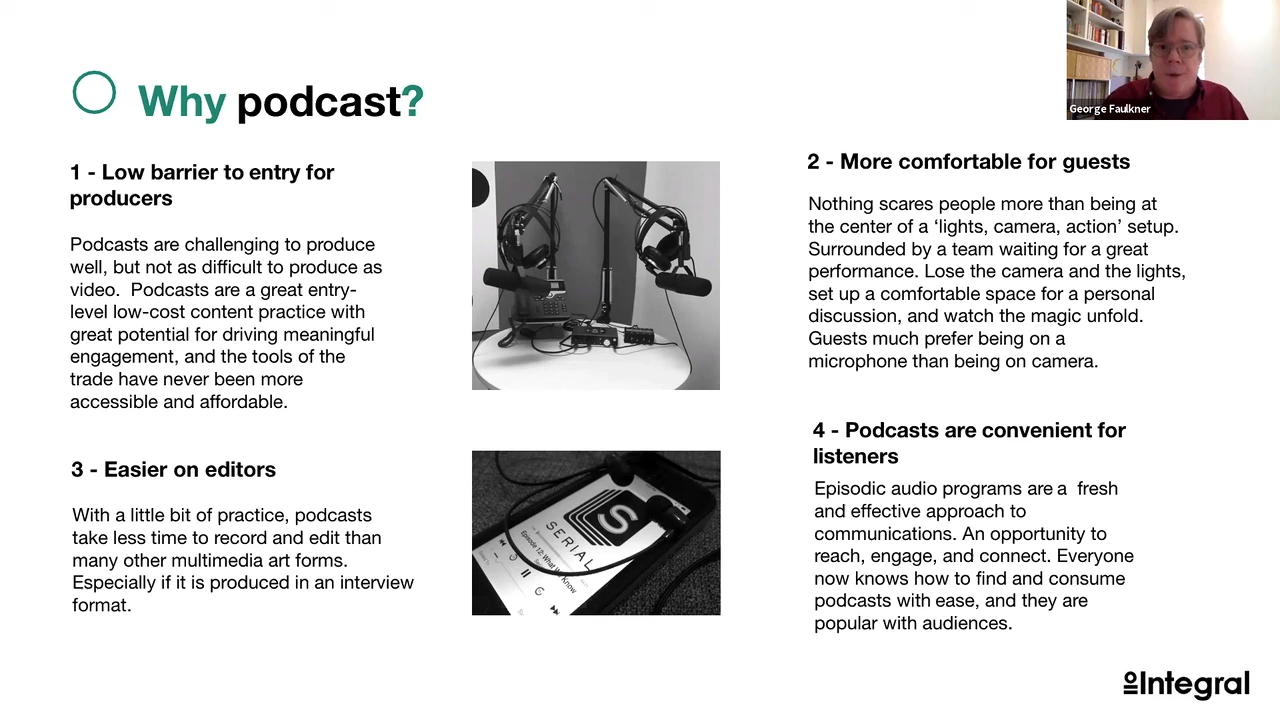 George Faulkner
Why podcast?
1 - Low barrier to entry for
producers
Podcasts are challenging to produce
well, but not as difficult to produce as
video.  Podcasts are a great entry-
level low-cost content practice with
great potential for driving meaningful
engagement, and the tools of the
trade have never been more
accessible and affordable.
2 - More comfortable for guests
Nothing scares people more than being at
the center of a ‘lights, camera, action’ setup.
Surrounded by a team waiting for a great
performance. Lose the camera and the lights,
set up a comfortable space for a personal
discussion, and watch the magic unfold.
Guests much prefer being on a
microphone than being on camera.
3 - Easier on editors
With a little bit of practice, podcasts
take less time to record and edit than
many other multimedia art forms.
Especially if it is produced in an interview
format.
S
SERIAL
Episode 12: What We Know
4 - Podcasts are convenient for
listeners
Episodic audio programs are a  fresh
and effective approach to
communications. An opportunity to
reach, engage, and connect. Everyone
now knows how to find and consume
podcasts with ease, and they are
popular with audiences.
Integral